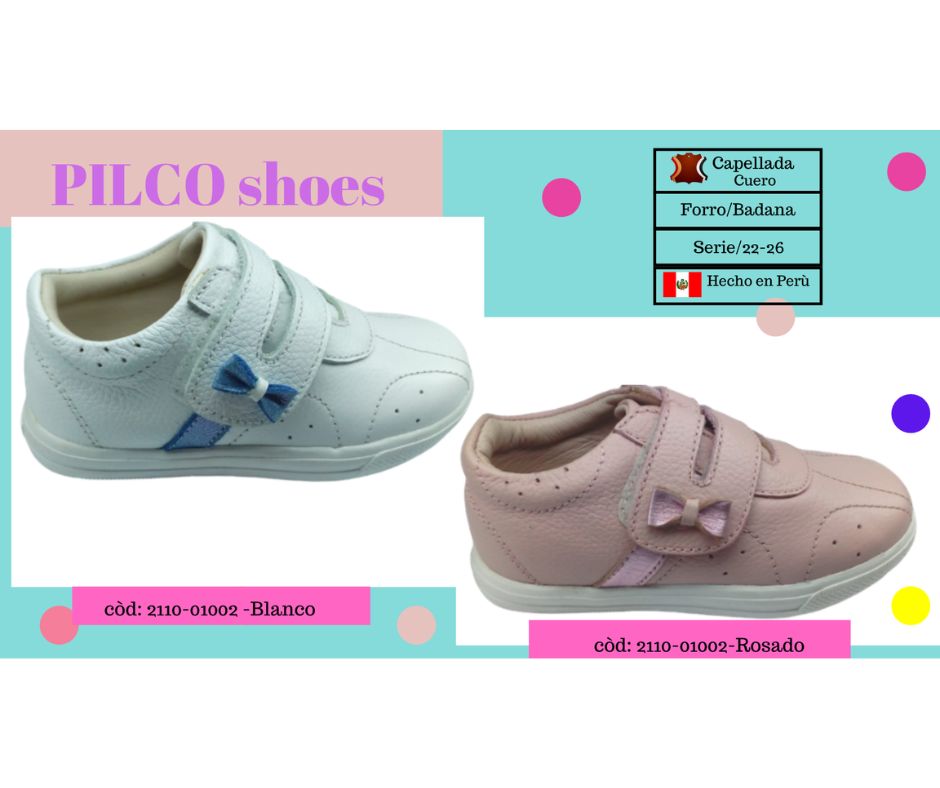 PILCO shoes
Capellada
Cuero
Forro/Badana
Serie/22-26
Hecho en Perù
còd: 2110-01002 -Blanco
còd: 2110-01002-Rosado